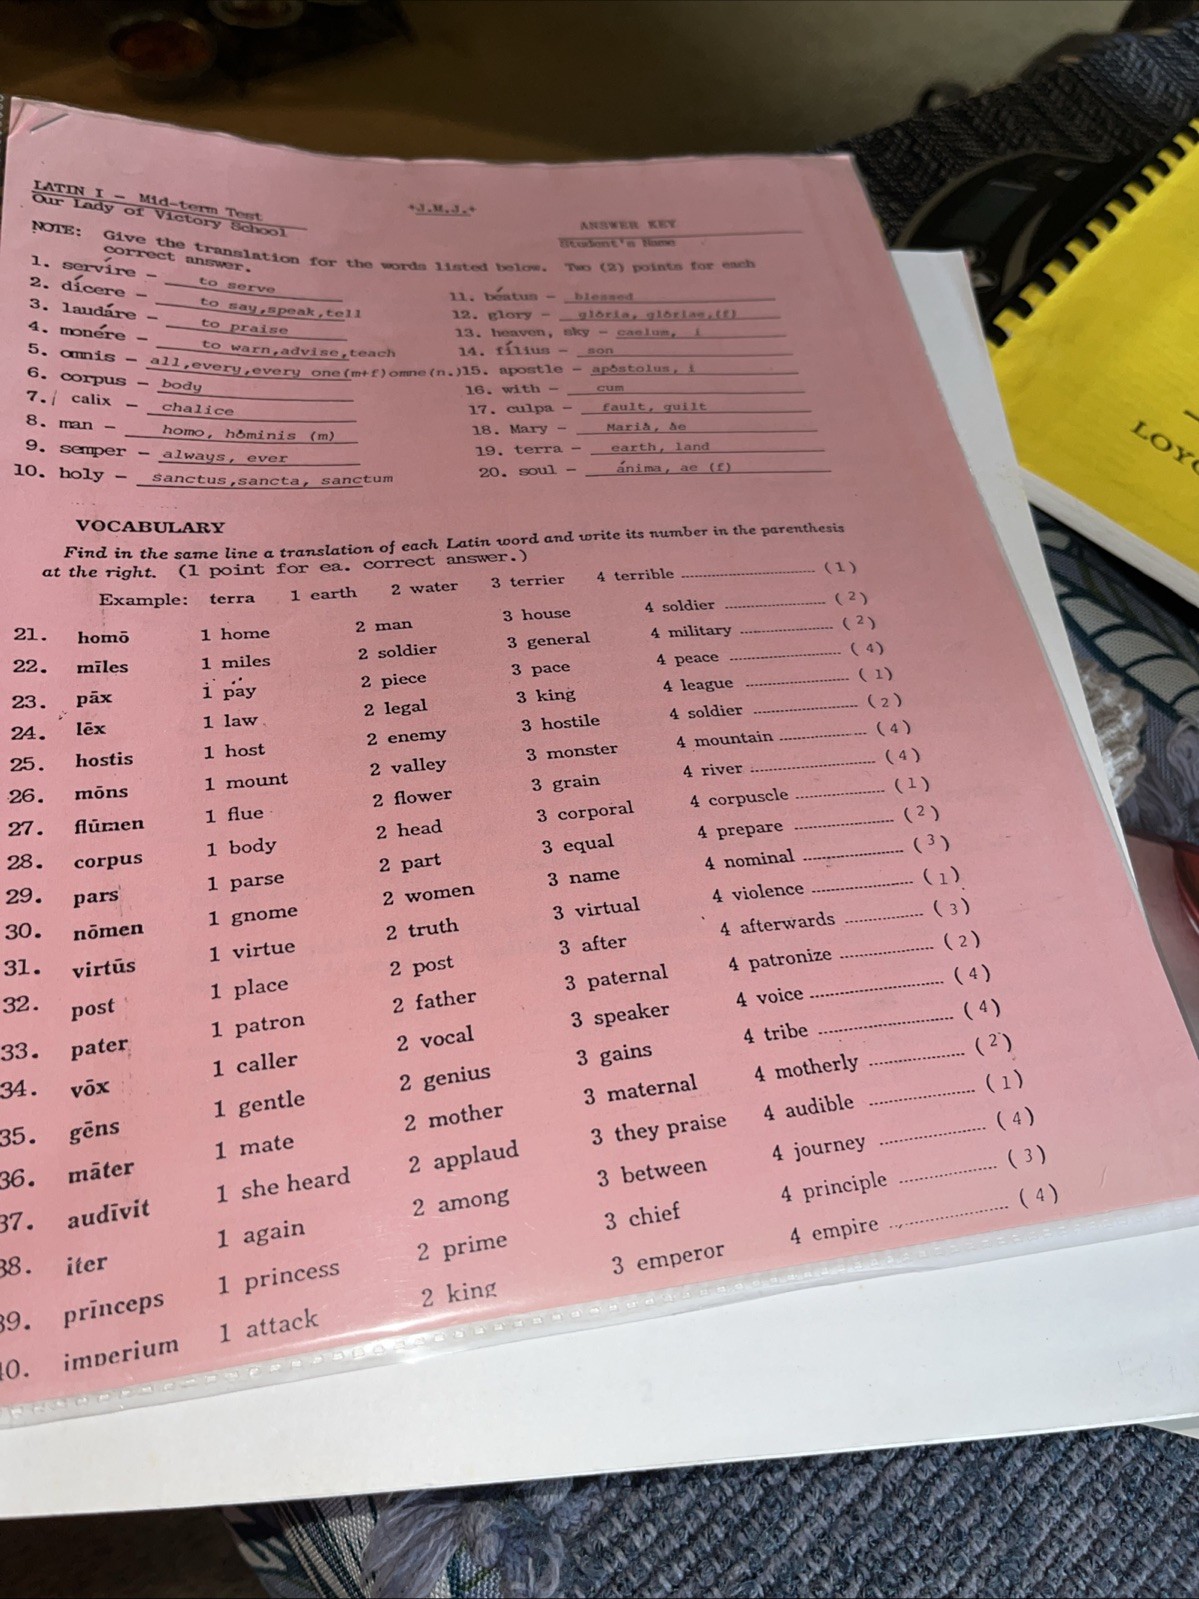 LATIN I - Mid-term Test
Our Lady of Victory School
+J.M.J.+
ANSWER KEY
Student's Name
NOTE: Give the translation for the words listed below. Two (2) points for each
correct answer.
1. servíre - to serve
2. dícere - to say,speak,tell
3. laudáre - to praise
4. monére - to warn,advise,teach
5. omnis - all,every,every one(m+f)omne(n.)
6. corpus - body
7. calix - chalice
8. man - homo, hóminis (m)
9. semper - always, ever
10. holy - sanctus,sancta, sanctum
11. béatus - blessed
12. glory - glória, glóriae,(f)
13. heaven, sky - caelum, i
14. fílius - son
15. apostle - apóstolus, i
16. with - cum
17. culpa - fault, guilt
18. Mary - Mariá, áe
19. terra - earth, land
20. soul - ánima, ae (f)
VOCABULARY
Find in the same line a translation of each Latin word and write its number in the parenthesis
at the right. (1 point for ea. correct answer.)
Example: terra 1 earth 2 water 3 terrier 4 terrible (1)
21. homō 1 home 2 man 3 house 4 soldier (2)
22. mīles 1 miles 2 soldier 3 general 4 military (2)
23. pāx 1 pay 2 piece 3 pace 4 peace (4)
24. lēx 1 law 2 legal 3 king 4 league (1)
25. hostis 1 host 2 enemy 3 hostile 4 soldier (2)
26. mōns 1 mount 2 valley 3 monster 4 mountain (4)
27. flūmen 1 flue 2 flower 3 grain 4 river (4)
28. corpus 1 body 2 head 3 corporal 4 corpuscle (1)
29. pars 1 parse 2 part 3 equal 4 prepare (2)
30. nōmen 1 gnome 2 women 3 name 4 nominal (3)
31. virtūs 1 virtue 2 truth 3 virtual 4 violence (1)
32. post 1 place 2 post 3 after 4 afterwards (3)
33. pater 1 patron 2 father 3 paternal 4 patronize (2)
34. vōx 1 caller 2 vocal 3 speaker 4 voice (4)
35. gēns 1 gentle 2 genius 3 gains 4 tribe (4)
36. māter 1 mate 2 mother 3 maternal 4 motherly (2)
37. audīvit 1 she heard 2 applaud 3 they praise 4 audible (1)
38. iter 1 again 2 among 3 between 4 journey (4)
39. prīnceps 1 princess 2 prime 3 chief 4 principle (3)
40. imperium 1 attack 2 king 3 emperor 4 empire (4)